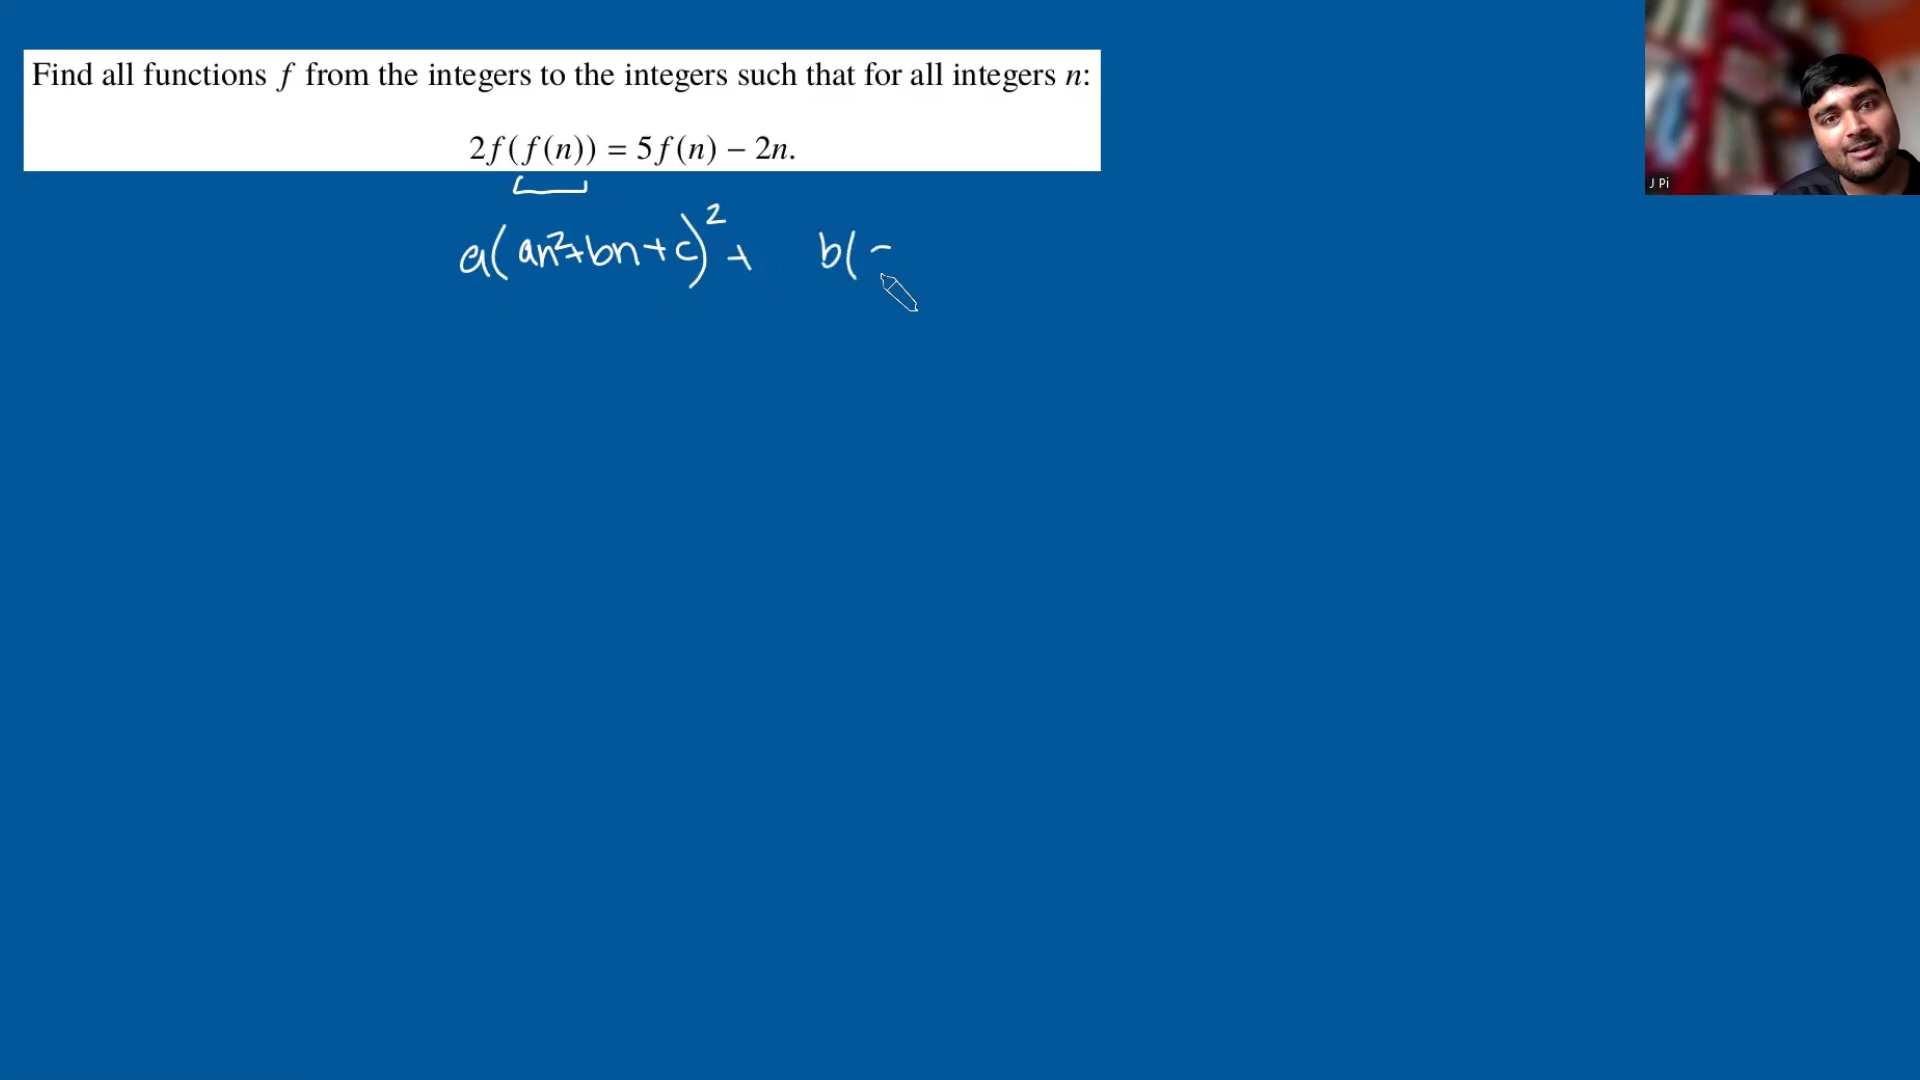 Find all functions f from the integers to the integers such that for all integers n:
2f(f(n)) = 5f(n) − 2n.
a(an²+bn+c)² + b(-
J Pi